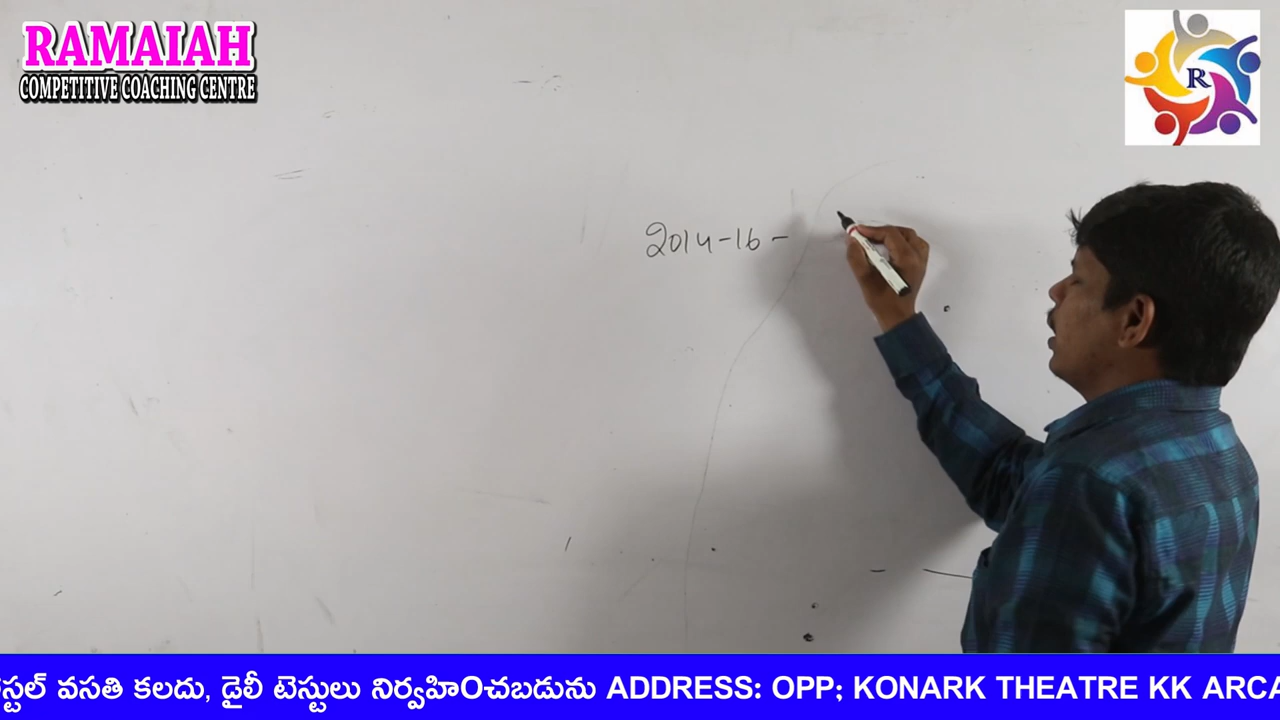 RAMAIAH
COMPETITIVE COACHING CENTRE
R
2014-16-
స్టల్ వసతి కలదు, డైలీ టెస్టులు నిర్వహిOచబడును ADDRESS: OPP; KONARK THEATRE KK ARCA